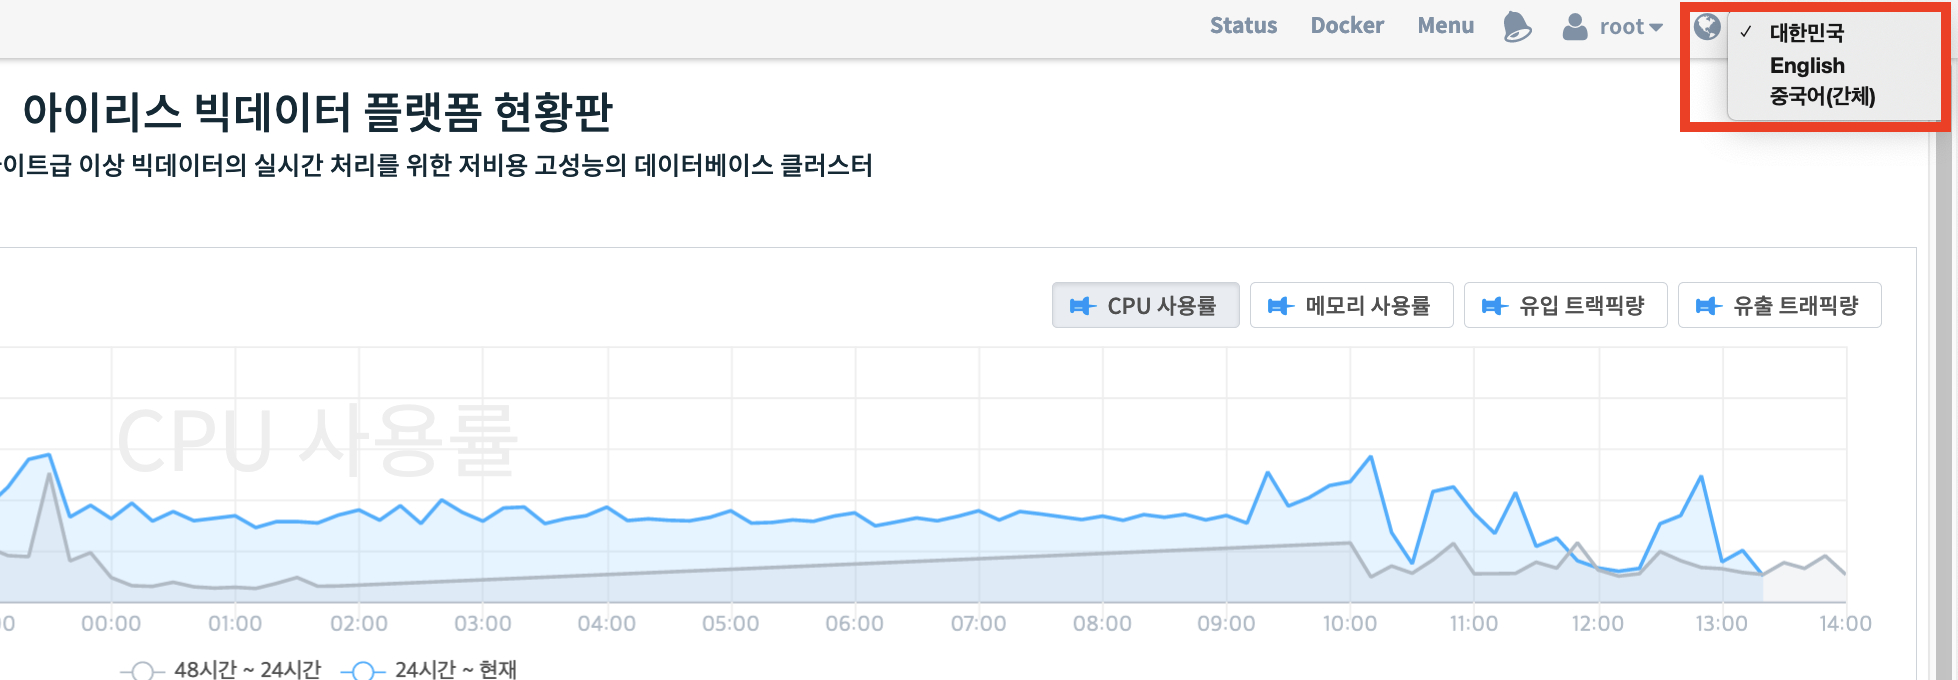 Status Docker Menu root
✓ 대한민국
English
중국어(간체)
아이리스 빅데이터 플랫폼 현황판
이트급 이상 빅데이터의 실시간 처리를 위한 저비용 고성능의 데이터베이스 클러스터
CPU 사용률 메모리 사용률 유입 트랙픽량 유출 트래픽량
CPU 사용률
00:00 01:00 02:00 03:00 04:00 05:00 06:00 07:00 08:00 09:00 10:00 11:00 12:00 13:00 14:00
48시간 ~ 24시간 24시간 ~ 현재